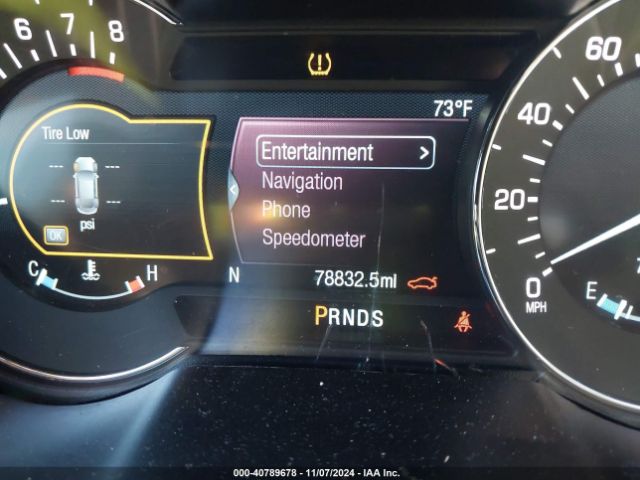 6 7 8
60
40
20
0
MPH
73°F
Tire Low
-- --
-- --
psi
OK
Entertainment >
Navigation
Phone
Speedometer
C H
N 78832.5mi
PRNDS
E
000-40789678 - 11/07/2024 - IAA Inc.